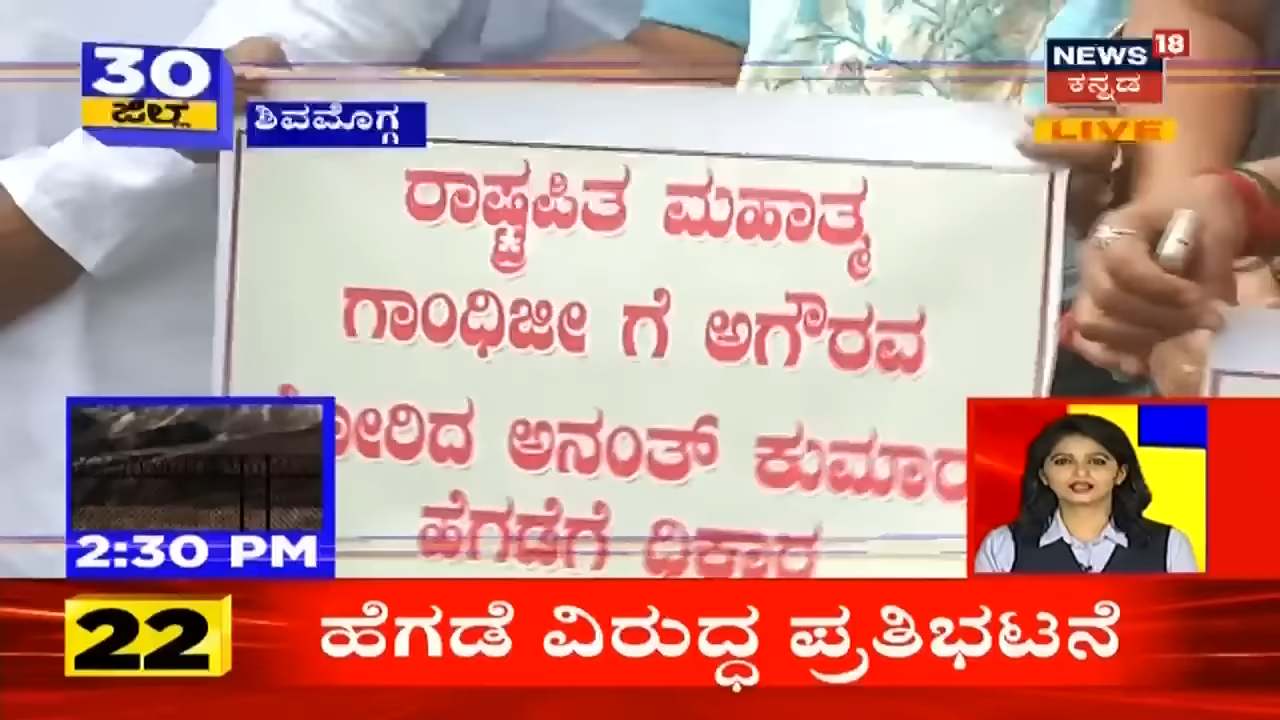 30
ಜಿಲ್ಲೆ
ಶಿವಮೊಗ್ಗ
NEWS 18
ಕನ್ನಡ
LIVE
ರಾಷ್ಟ್ರಪಿತ ಮಹಾತ್ಮ
ಗಾಂಧಿಜೀ ಗೆ ಅಗೌರವ
ಅನಂತ್ ಕುಮಾರ
ಹೆಗಡೆಗೆ ಧಿಕ್ಕಾರ
2:30 PM
22
ಹೆಗಡೆ ವಿರುದ್ಧ ಪ್ರತಿಭಟನೆ